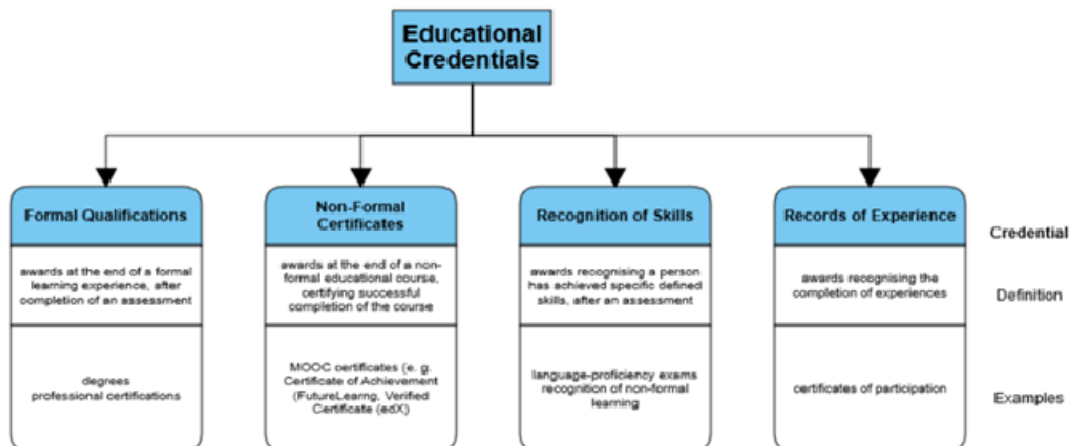 Educational
Credentials
Formal Qualifications
awards at the end of a formal
learning experience, after
completion of an assessment
degrees
professional certifications
Non-Formal
Certificates
awards at the end of a non-
formal educational course,
certifying successful
completion of the course
MOOC certificates (e. g.
Certificate of Achievement
(FutureLearng, Verified
Certificate (edX)
Recognition of Skills
awards recognising a person
has achieved specific defined
skills, after an assessment
language-proficiency exams
recognition of non-formal
learning
Records of Experience
awards recognising the
completion of experiences
certificates of participation
Credential
Definition
Examples